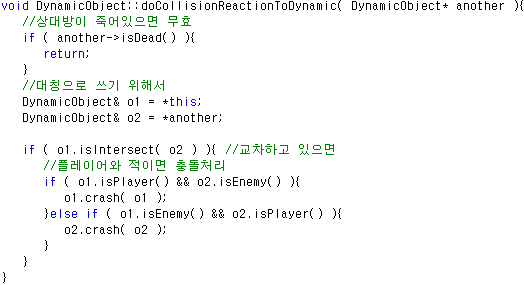 void DynamicObject::doCollisionReactionToDynamic( DynamicObject* another ){
//상대방이 죽어있으면 무효
if ( another->isDead() ){
return;
}
//대칭으로 쓰기 위해서
DynamicObject& o1 = *this;
DynamicObject& o2 = *another;
if ( o1.isIntersect( o2 ) ){ //교차하고 있으면
//플레이어와 적이면 충돌처리
if ( o1.isPlayer() && o2.isEnemy() ){
o1.crash( o1 );
}else if ( o1.isEnemy() && o2.isPlayer() ){
o2.crash( o2 );
}
}
}